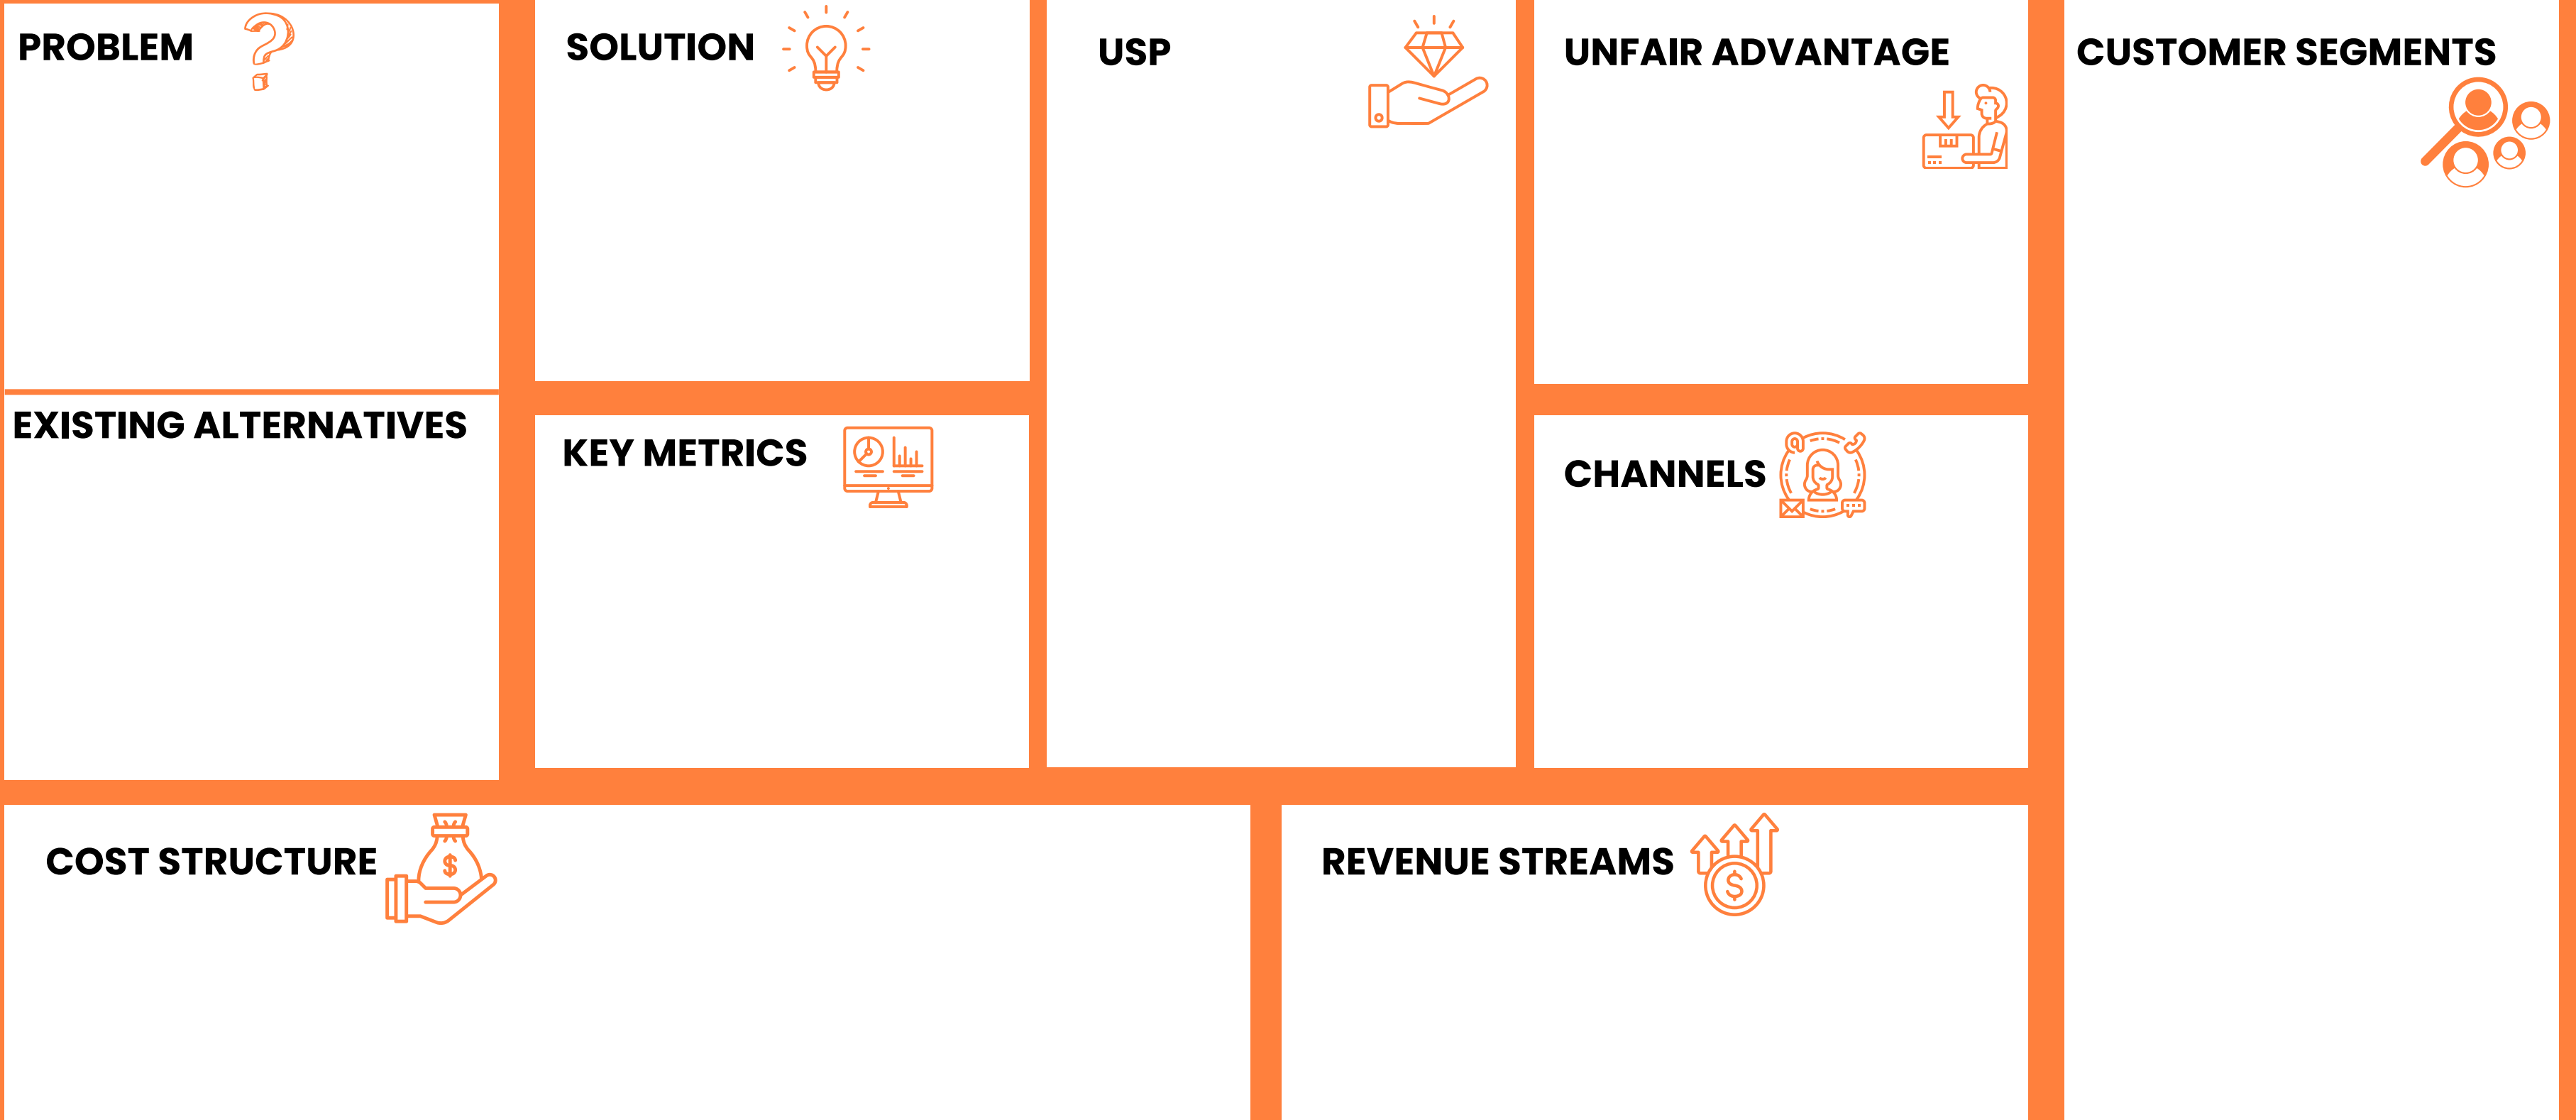 PROBLEM
EXISTING ALTERNATIVES
SOLUTION
KEY METRICS
USP
UNFAIR ADVANTAGE
CHANNELS
CUSTOMER SEGMENTS
COST STRUCTURE
$
REVENUE STREAMS
$